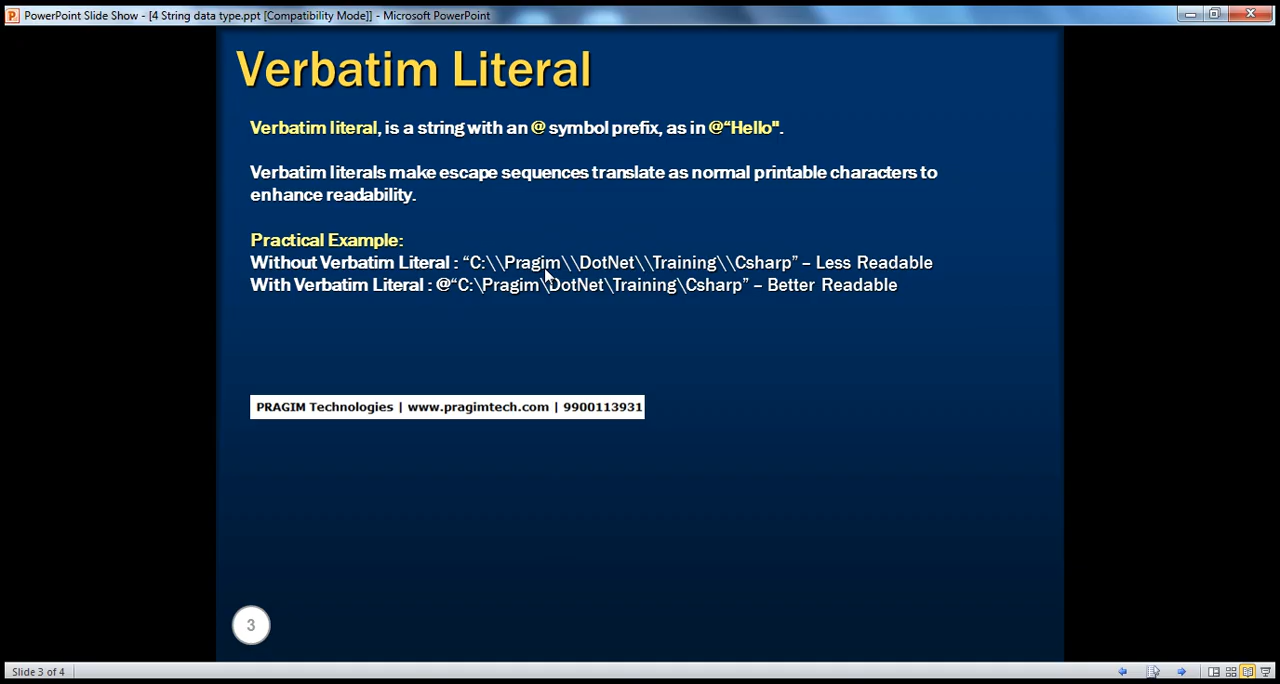 PowerPoint Slide Show - [4 String data type.ppt [Compatibility Mode]] - Microsoft PowerPoint
Verbatim Literal
Verbatim literal, is a string with an @ symbol prefix, as in @“Hello".
Verbatim literals make escape sequences translate as normal printable characters to
enhance readability.
Practical Example:
Without Verbatim Literal : “C:\\Pragim\\DotNet\\Training\\Csharp” – Less Readable
With Verbatim Literal : @“C:\Pragim\DotNet\Training\Csharp” – Better Readable
PRAGIM Technologies | www.pragimtech.com | 9900113931
3
Slide 3 of 4